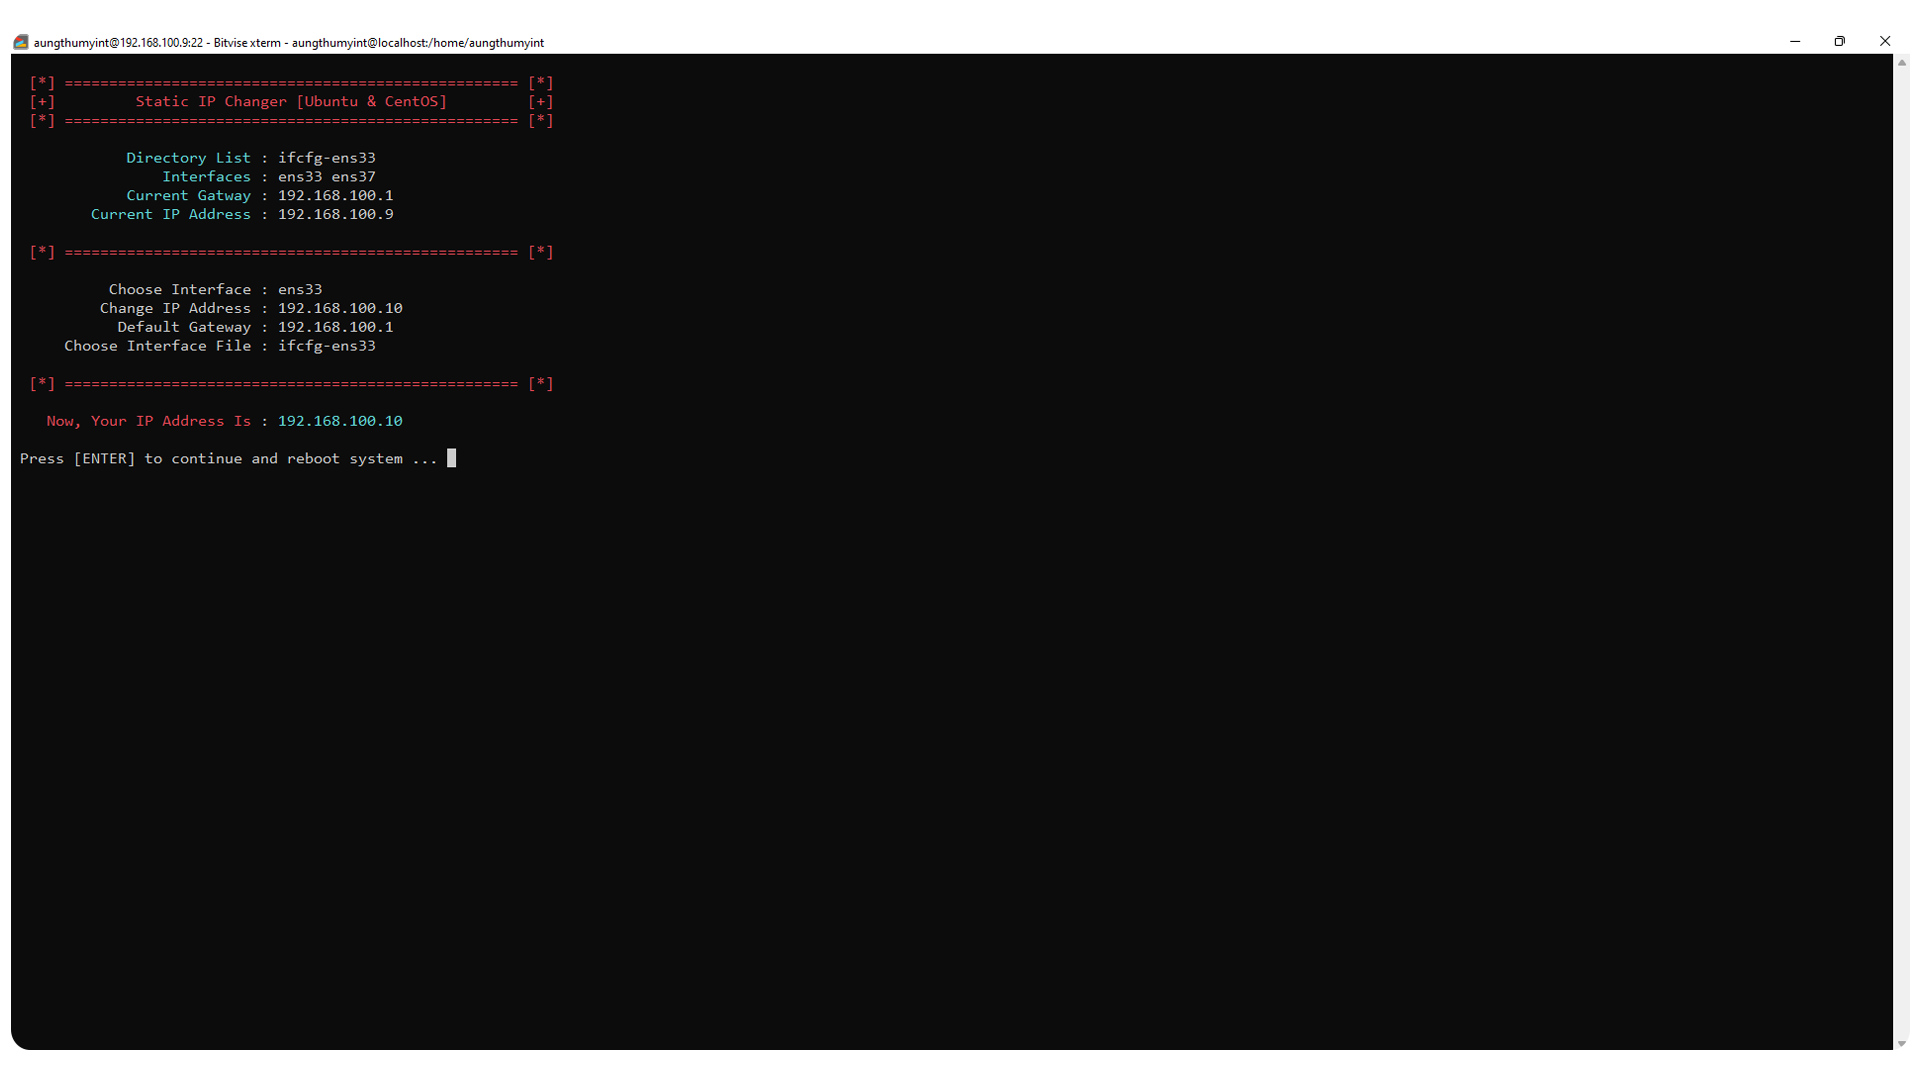 aungthumyint@192.168.100.9:22 - Bitvise xterm - aungthumyint@localhost:/home/aungthumyint
[*] =================================================== [*]
[+] Static IP Changer [Ubuntu & CentOS] [+]
[*] =================================================== [*]
Directory List : ifcfg-ens33
Interfaces : ens33 ens37
Current Gatway : 192.168.100.1
Current IP Address : 192.168.100.9
[*] =================================================== [*]
Choose Interface : ens33
Change IP Address : 192.168.100.10
Default Gateway : 192.168.100.1
Choose Interface File : ifcfg-ens33
[*] =================================================== [*]
Now, Your IP Address Is : 192.168.100.10
Press [ENTER] to continue and reboot system ...